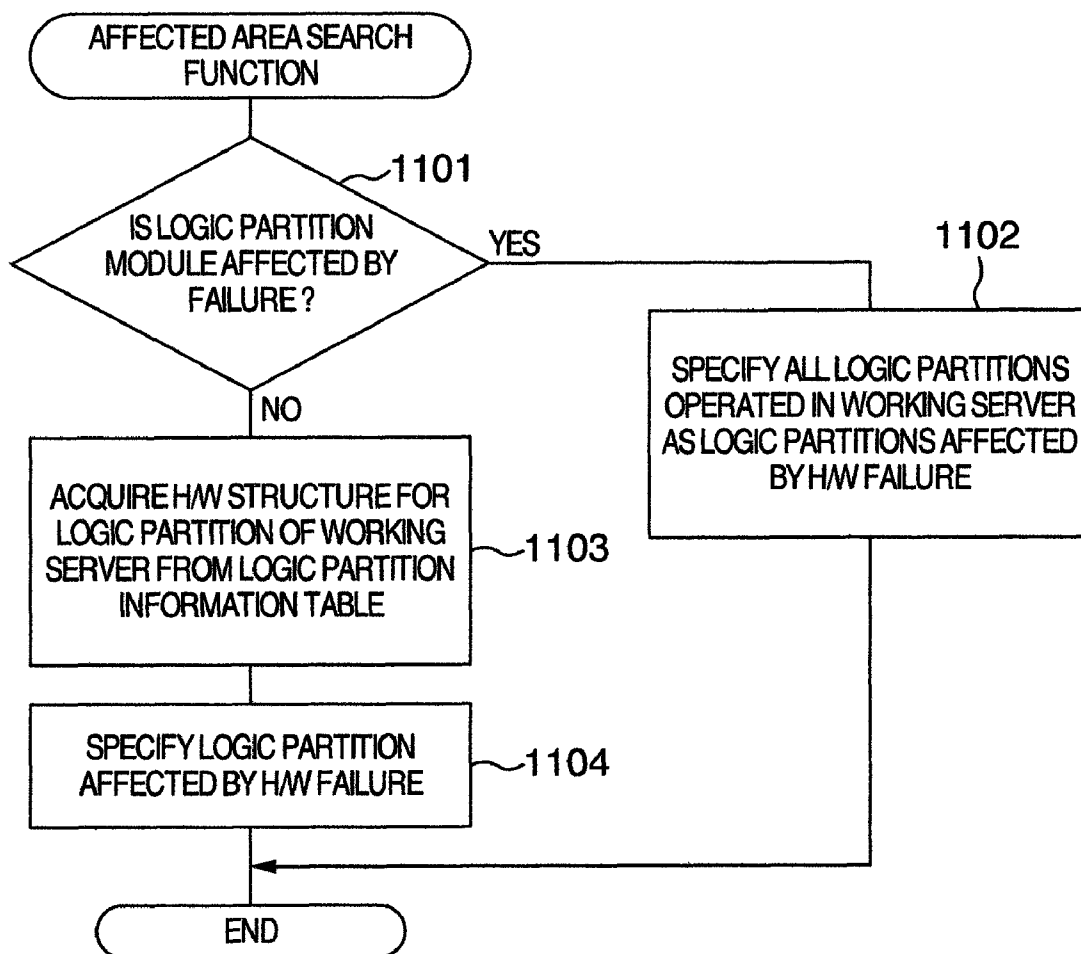 AFFECTED AREA SEARCH
FUNCTION
1101
IS LOGIC PARTITION
MODULE AFFECTED BY
FAILURE ?
YES
1102
SPECIFY ALL LOGIC PARTITIONS
OPERATED IN WORKING SERVER
AS LOGIC PARTITIONS AFFECTED
BY H/W FAILURE
NO
ACQUIRE H/W STRUCTURE FOR
LOGIC PARTITION OF WORKING
SERVER FROM LOGIC PARTITION
INFORMATION TABLE
1103
SPECIFY LOGIC PARTITION
AFFECTED BY H/W FAILURE
1104
END